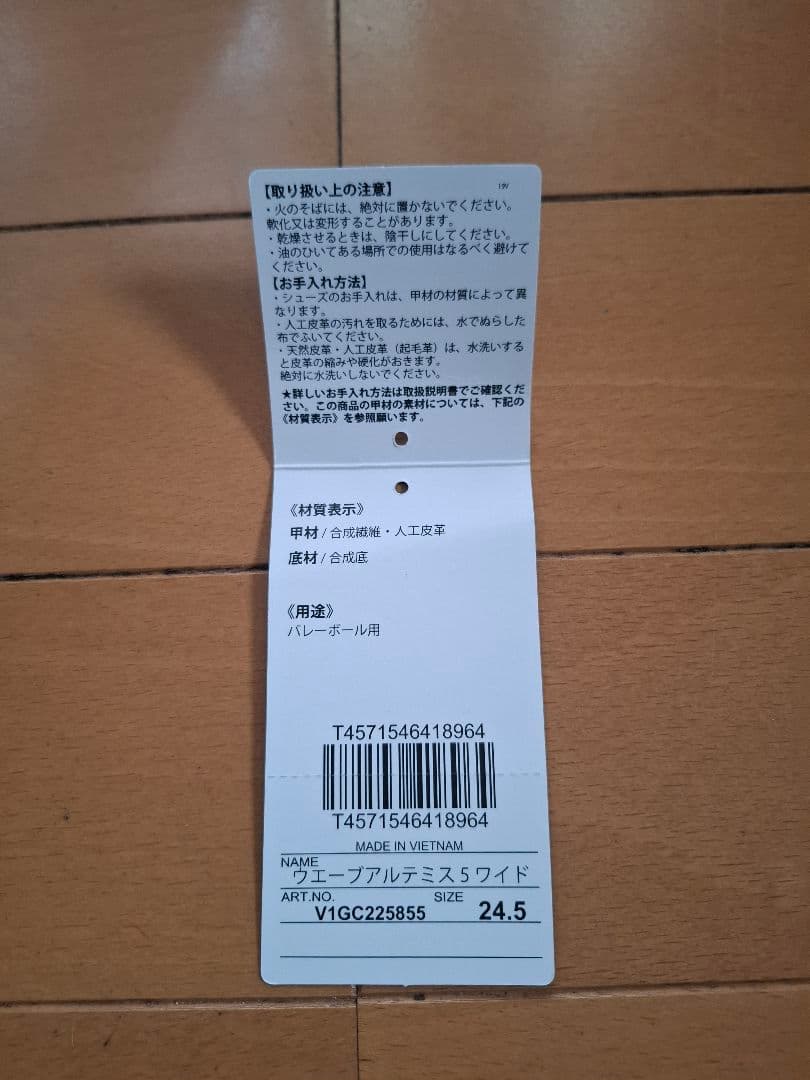 【取り扱い上の注意】
19V
・火のそばには、絶対に置かないでください。
軟化又は変形することがあります。
・乾燥させるときは、陰干しにしてください。
・油のひいてある場所での使用はなるべく避けて
ください。
【お手入れ方法】
・シューズのお手入れは、甲材の材質によって異
なります。
・人工皮革の汚れを取るためには、水でぬらした
布でふいてください。
・天然皮革・人工皮革（起毛革）は、水洗いする
と皮革の縮みや硬化がおきます。
絶対に水洗いしないでください。
★詳しいお手入れ方法は取扱説明書でご確認くだ
さい。この商品の甲材の素材については、下記の
《材質表示》を参照願います。
《材質表示》
甲材 / 合成繊維・人工皮革
底材 / 合成底
《用途》
バレーボール用
T4571546418964
T4571546418964
MADE IN VIETNAM
NAME
ウエーブアルテミス5ワイド
ART.NO. SIZE
V1GC225855 24.5